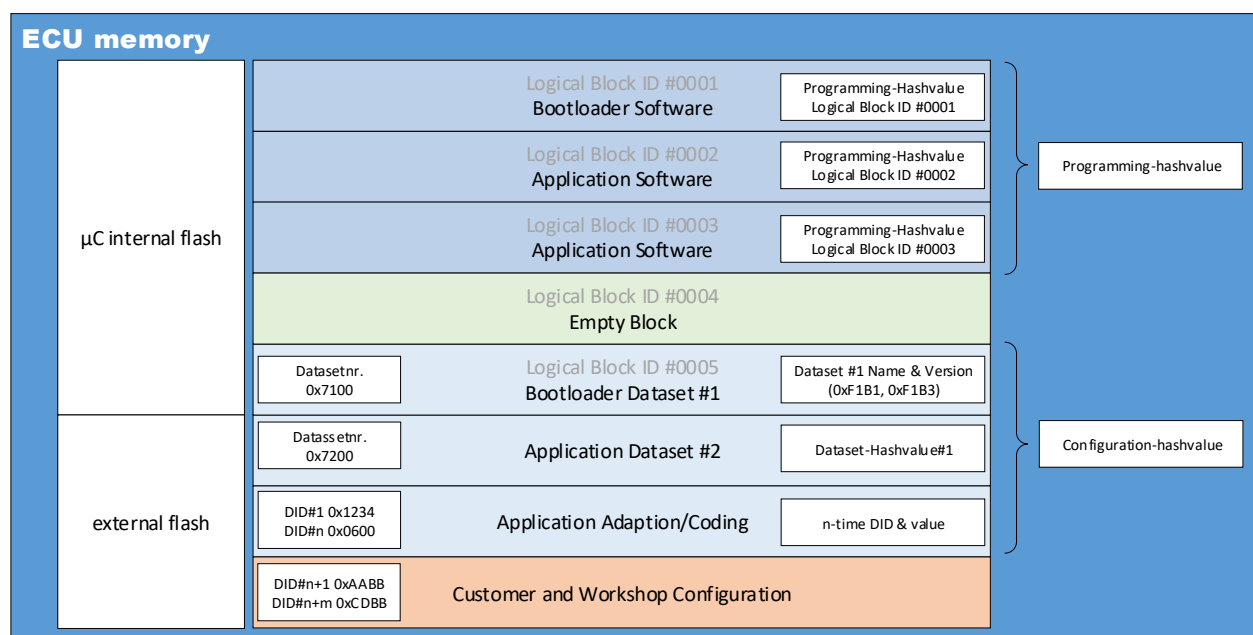 ECU memory
µC internal flash
Logical Block ID #0001
Bootloader Software
Programming-Hashvalue
Logical Block ID #0001
Logical Block ID #0002
Application Software
Programming-Hashvalue
Logical Block ID #0002
Programming-hashvalue
Logical Block ID #0003
Application Software
Programming-Hashvalue
Logical Block ID #0003
Logical Block ID #0004
Empty Block
Datasetnr.
0x7100
Logical Block ID #0005
Bootloader Dataset #1
Dataset #1 Name & Version
(0xF1B1, 0xF1B3)
external flash
Datassetnr.
0x7200
Application Dataset #2
Dataset-Hashvalue#1
Configuration-hashvalue
DID#1 0x1234
DID#n 0x0600
Application Adaption/Coding
n-time DID & value
DID#n+1 0xAABB
DID#n+m 0xCDBB
Customer and Workshop Configuration